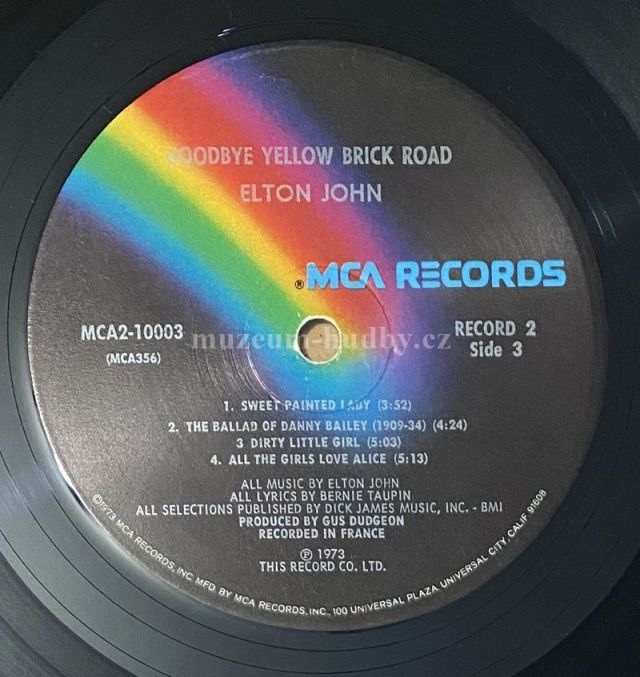 GOODBYE YELLOW BRICK ROAD
ELTON JOHN
® MCA RECORDS
MCA2-10003
(MCA356)
muzeum-hudby.cz
RECORD 2
Side 3
1. SWEET PAINTED LADY (3:52)
2. THE BALLAD OF DANNY BAILEY (1909-34) (4:24)
3 DIRTY LITTLE GIRL (5:03)
4. ALL THE GIRLS LOVE ALICE (5:13)
ALL MUSIC BY ELTON JOHN
ALL LYRICS BY BERNIE TAUPIN
ALL SELECTIONS PUBLISHED BY DICK JAMES MUSIC, INC. - BMI
PRODUCED BY GUS DUDGEON
RECORDED IN FRANCE
℗ 1973
THIS RECORD CO. LTD.
©1973 MCA RECORDS, INC. MFD BY MCA RECORDS, INC., 100 UNIVERSAL PLAZA UNIVERSAL CITY, CALIF. 91608